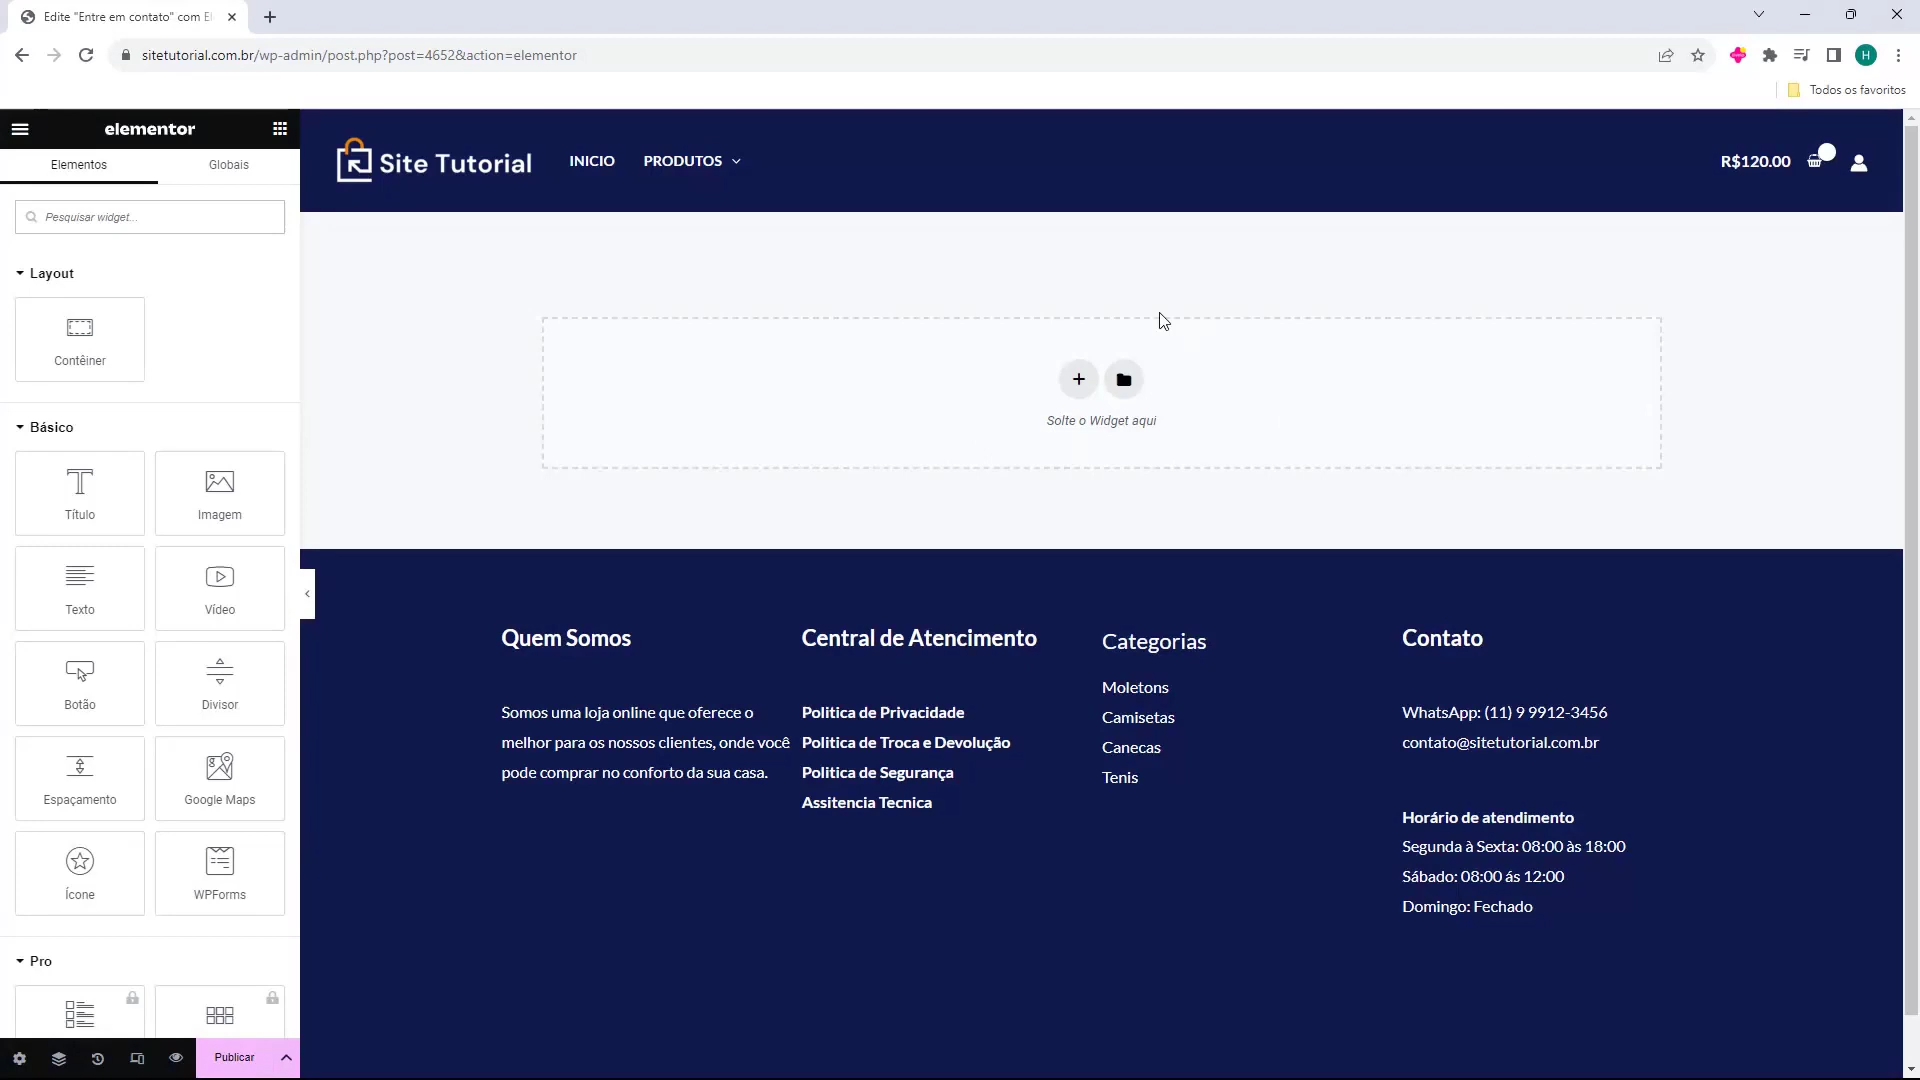 Edite "Entre em contato" com El
sitetutorial.com.br/wp-admin/post.php?post=4652&action=elementor
H
Todos os favoritos
elementor
Elementos
Globais
Pesquisar widget...
Layout
Contêiner
Básico
Título
Imagem
Texto
Vídeo
Botão
Divisor
Espaçamento
Google Maps
Ícone
WPForms
Pro
Publicar
Site Tutorial
INICIO
PRODUTOS
R$120.00
Solte o Widget aqui
Quem Somos
Somos uma loja online que oferece o
melhor para os nossos clientes, onde você
pode comprar no conforto da sua casa.
Central de Atencimento
Politica de Privacidade
Politica de Troca e Devolução
Politica de Segurança
Assitencia Tecnica
Categorias
Moletons
Camisetas
Canecas
Tenis
Contato
WhatsApp: (11) 9 9912-3456
contato@sitetutorial.com.br
Horário de atendimento
Segunda à Sexta: 08:00 às 18:00
Sábado: 08:00 ás 12:00
Domingo: Fechado